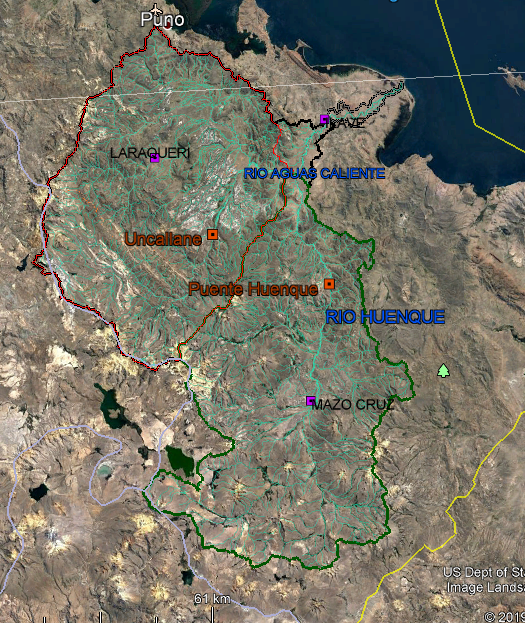 Puno
ILAVE
LARAQUERI
RIO AGUAS CALIENTE
Uncallane
Puente Huenque
RIO HUENQUE
MAZO CRUZ
61 km
US Dept of St
Image Landsa
© 2019